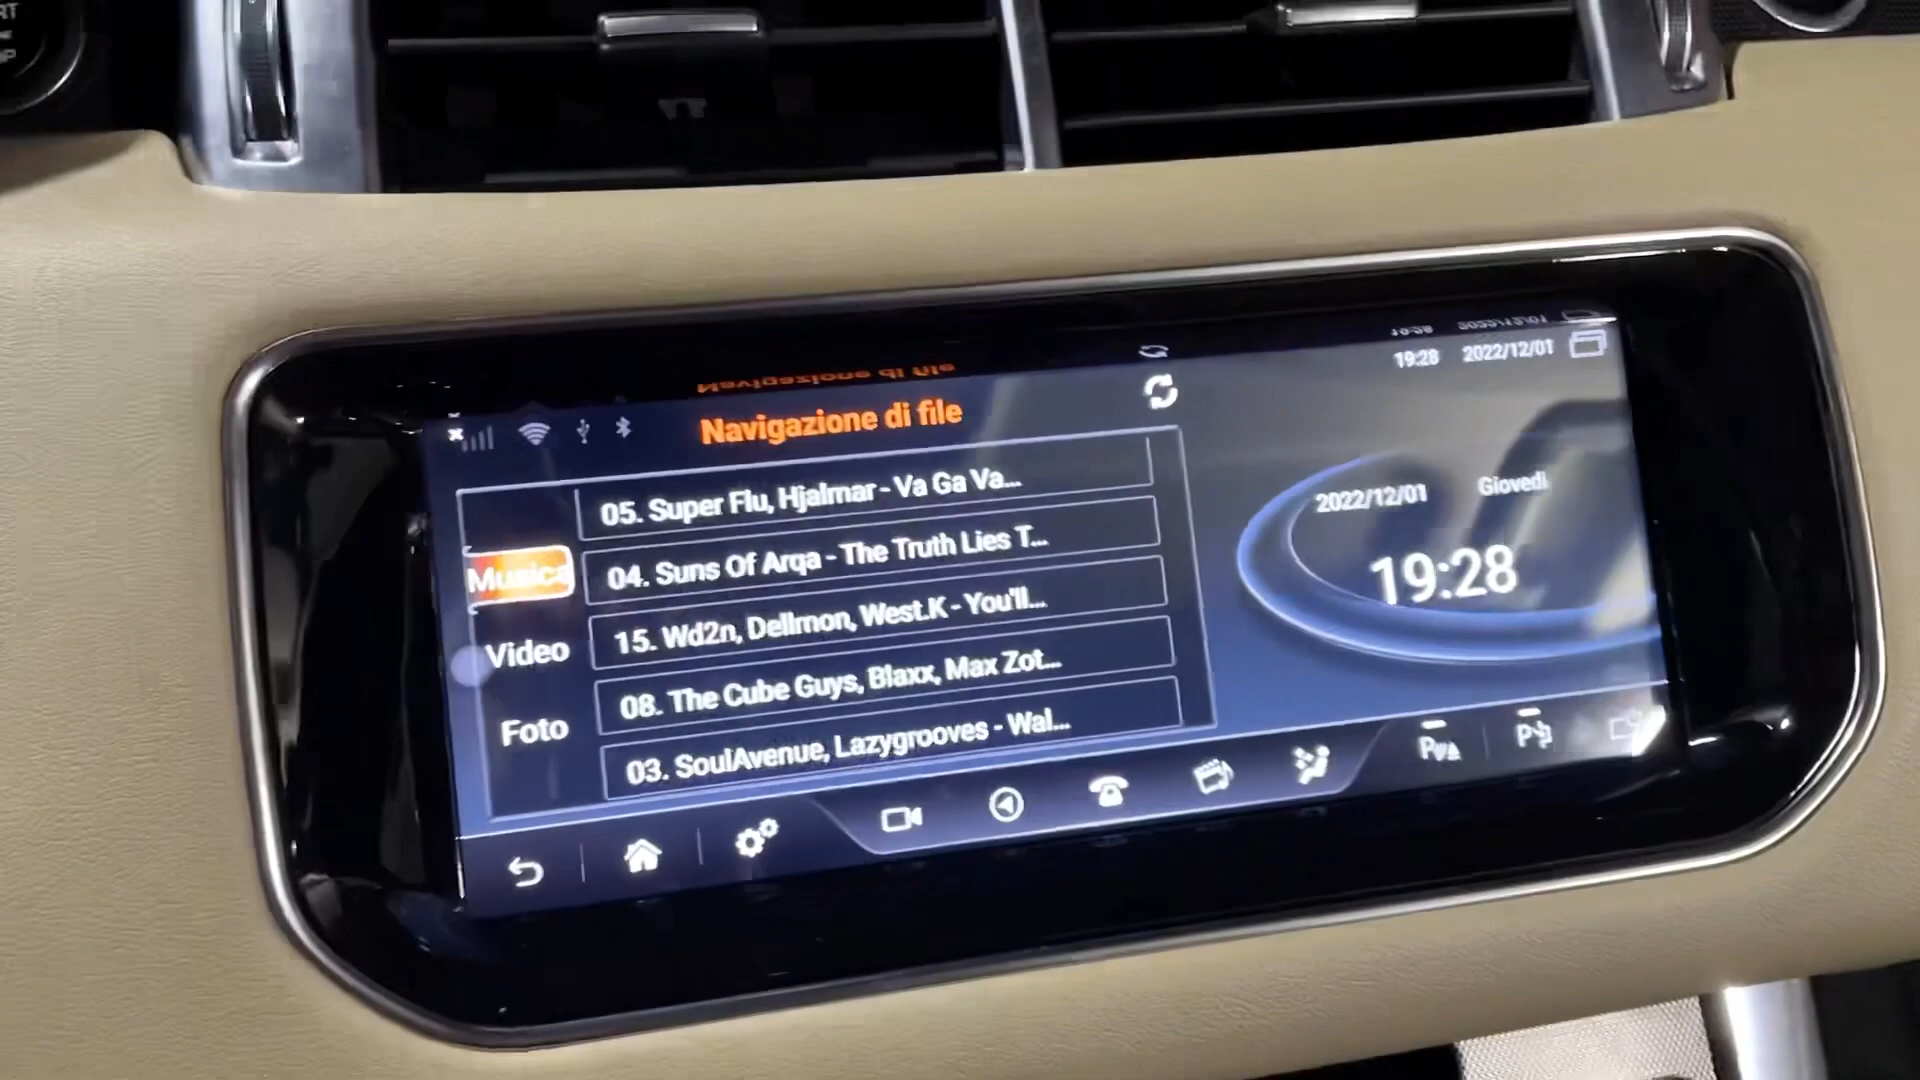 19:28 2022/12/01
Navigazione di file
05. Super Flu, Hjalmar - Va Ga Va...
04. Suns Of Arqa - The Truth Lies T...
15. Wd2n, Dellmon, West.K - You'll...
08. The Cube Guys, Blaxx, Max Zot...
03. SoulAvenue, Lazygrooves - Wal...
Musica
Video
Foto
2022/12/01 Giovedì
19:28